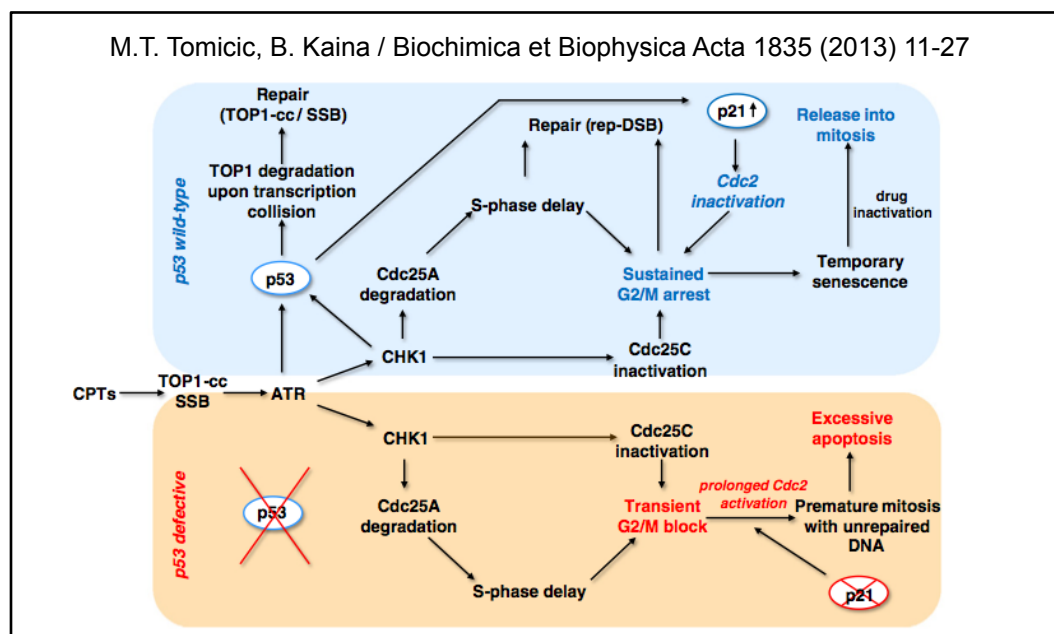 M.T. Tomicic, B. Kaina / Biochimica et Biophysica Acta 1835 (2013) 11-27
p53 wild-type
Repair
(TOP1-cc/ SSB)
TOP1 degradation
upon transcription
collision
p53
Repair (rep-DSB)
p21↑
Release into
mitosis
Cdc2
inactivation
drug
inactivation
S-phase delay
Cdc25A
degradation
Sustained
G2/M arrest
Temporary
senescence
CHK1
Cdc25C
inactivation
CPTs
TOP1-cc
SSB
ATR
p53 defective
p53
CHK1
Cdc25C
inactivation
Excessive
apoptosis
Cdc25A
degradation
Transient
G2/M block
prolonged Cdc2
activation
Premature mitosis
with unrepaired
DNA
S-phase delay
p21